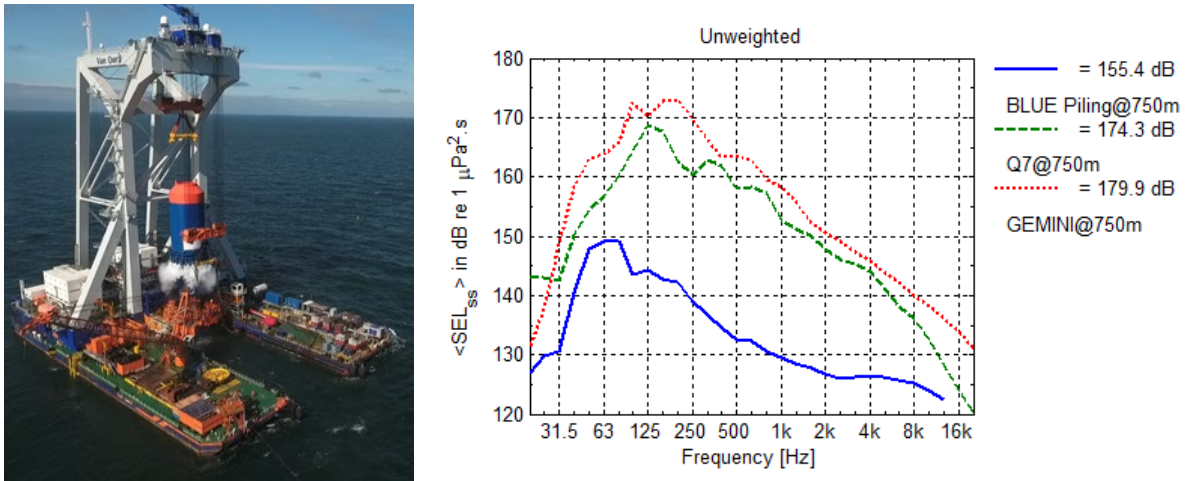 Van Oord
Unweighted
180
170
160
150
140
130
120
<SEL_ss> in dB re 1 μPa².s
31.5 63 125 250 500 1k 2k 4k 8k 16k
Frequency [Hz]
= 155.4 dB
BLUE Piling@750m
= 174.3 dB
Q7@750m
= 179.9 dB
GEMINI@750m